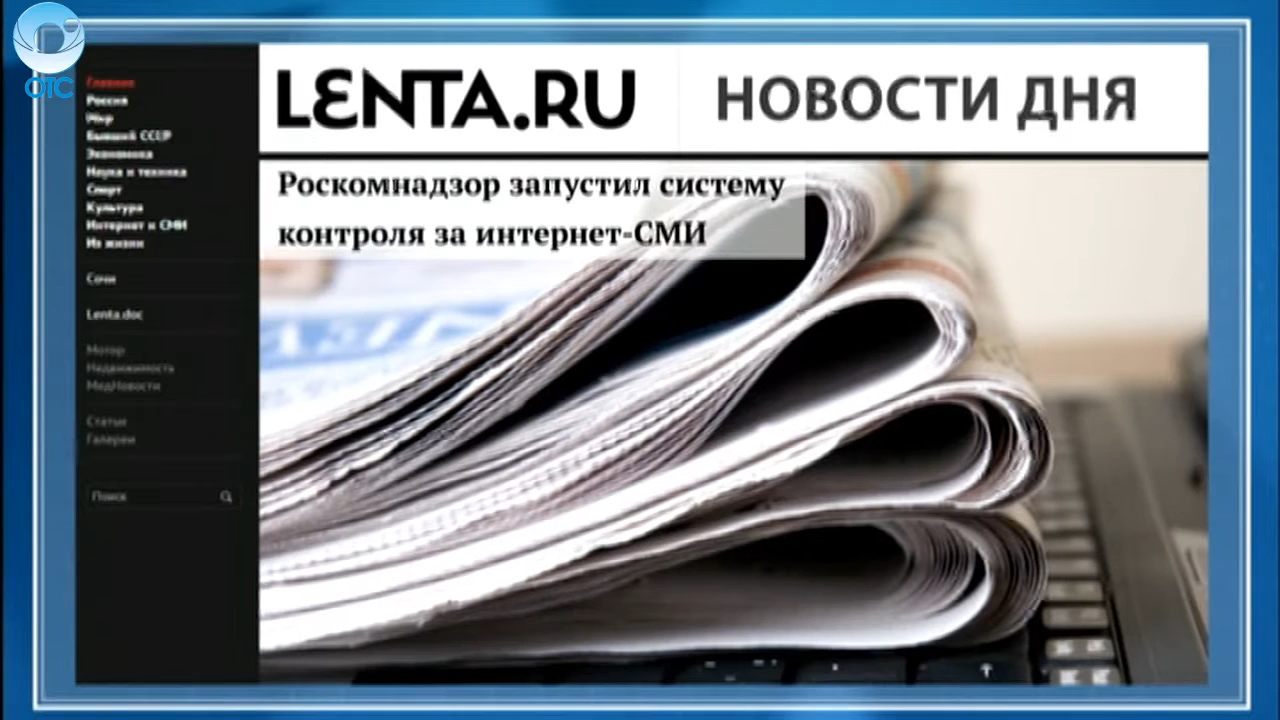 ОТС
LENTA.RU
НОВОСТИ ДНЯ
Роскомнадзор запустил систему
контроля за интернет-СМИ
Главное
Россия
Мир
Бывший СССР
Экономика
Наука и техника
Спорт
Культура
Интернет и СМИ
Из жизни
Сочи
Lenta.doc
Мотор
Недвижимость
МедНовости
Статьи
Галереи
Поиск